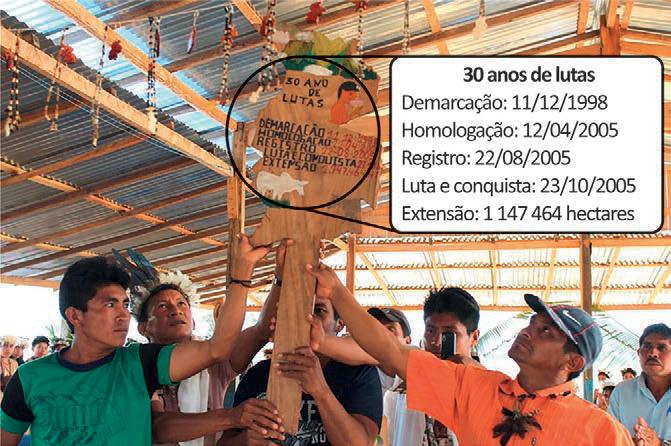 30 ANO
DE
LUTAS
DEMARCAÇÃO
HOMOLOGAÇÃO
REGISTRO
LUTA E CONQUISTA
EXTENSÃO
30 anos de lutas
Demarcação: 11/12/1998
Homologação: 12/04/2005
Registro: 22/08/2005
Luta e conquista: 23/10/2005
Extensão: 1 147 464 hectares